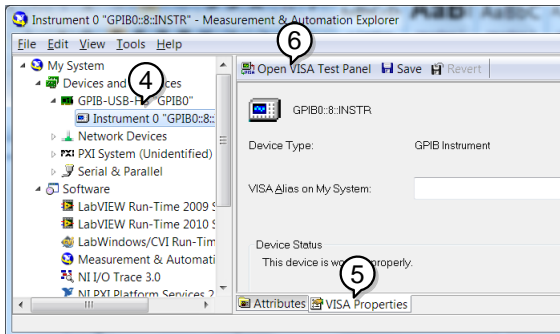 Instrument 0 "GPIB0::8::INSTR" - Measurement & Automation Explorer
File Edit View Tools Help
6
My System
Devices and
4
GPIB-USB-H "GPIB0"
Instrument 0 "GPIB0::8::
Network Devices
PXI System (Unidentified)
Serial & Parallel
Software
LabVIEW Run-Time 2009 S
LabVIEW Run-Time 2010 S
LabWindows/CVI Run-Tim
Measurement & Automati
NI I/O Trace 3.0
NI PXI Platform Services 2
Open VISA Test Panel Save Revert
GPIB0::8::INSTR
Device Type: GPIB Instrument
VISA Alias on My System:
Device Status
This device is working properly.
5
Attributes VISA Properties